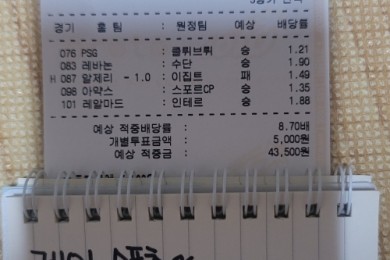 경기 홈 팀 : 원정팀 예상 배당률
076 PSG : 클뤼브뤼 승 1.21
083 레바논 : 수단 승 1.90
H 087 알제리 - 1.0 : 이집트 패 1.49
098 아약스 : 스포르CP 승 1.35
101 레알마드 : 인테르 승 1.88
예상 적중배당률 : 8.70배
개별투표금액 : 5,000원
예상 적중금 : 43,500원